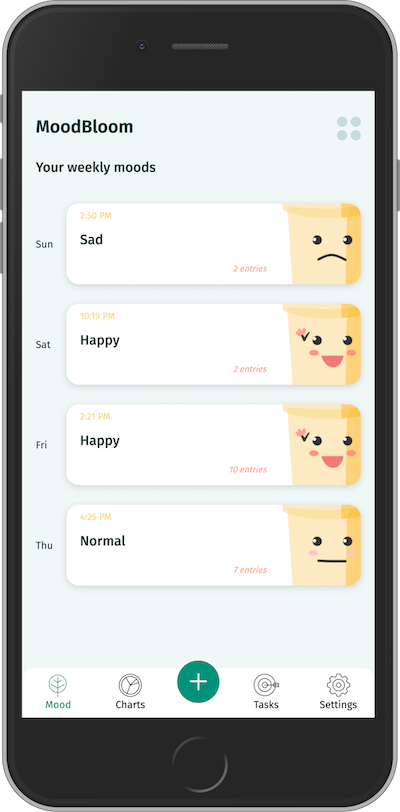 MoodBloom
Your weekly moods
Sun
2:50 PM
Sad
2 entries
Sat
10:19 PM
Happy
2 entries
Fri
2:21 PM
Happy
10 entries
Thu
4:25 PM
Normal
7 entries
Mood
Charts
Tasks
Settings